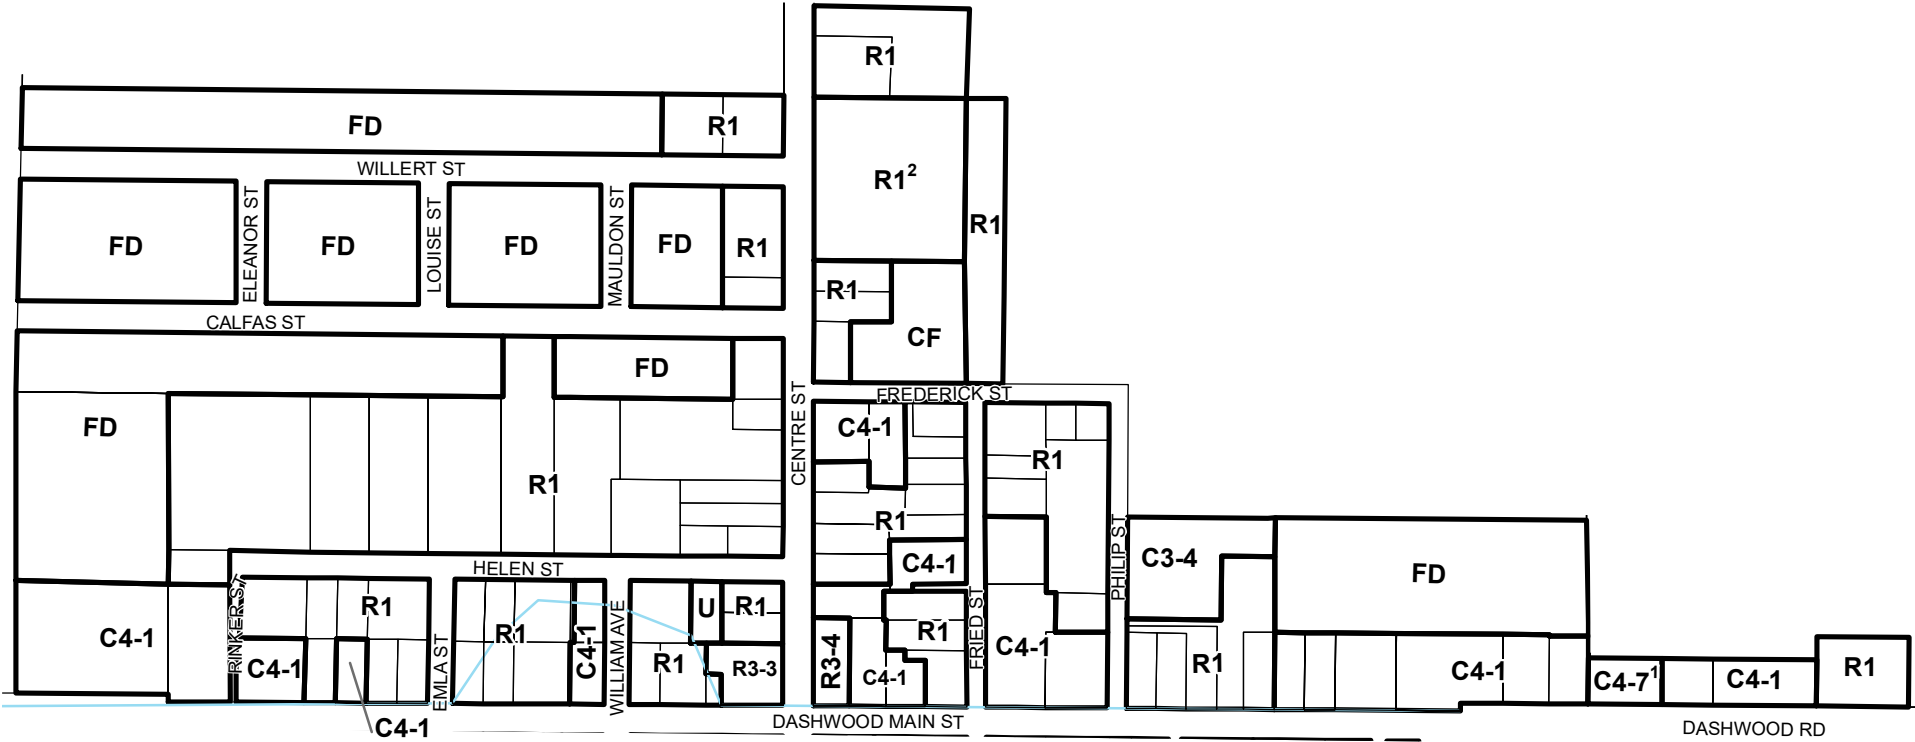 R1
FD
R1
WILLERT ST
R1²
FD
ELEANOR ST
FD
LOUISE ST
FD
MAULDON ST
FD
R1
R1
R1
CALFAS ST
CF
FD
FREDERICK ST
FD
CENTRE ST
C4-1
R1
R1
R1
PHILIP ST
C3-4
FD
C4-1
HELEN ST
RINKER ST
R1
R1
C4-1
WILLIAM AVE
U
R1
R1
FRIED ST
C4-1
C4-1
C4-1
EMLA ST
R1
R3-3
R3-4
C4-1
R1
C4-1
C4-7¹
C4-1
R1
C4-1
DASHWOOD MAIN ST
DASHWOOD RD